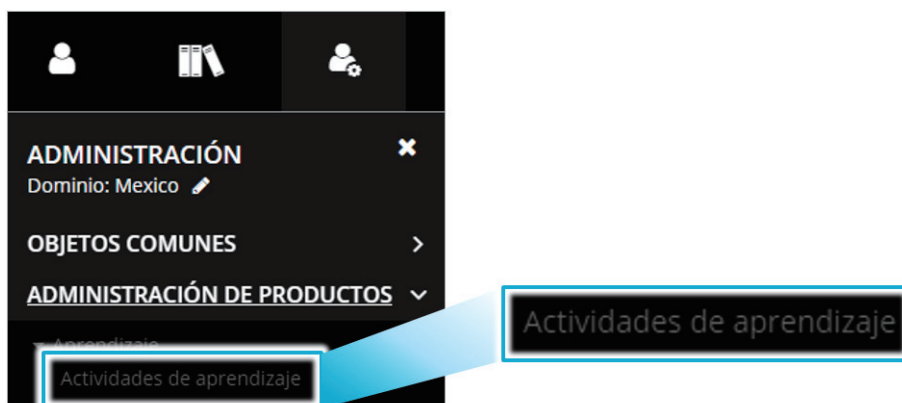 ADMINISTRACIÓN
Dominio: Mexico
OBJETOS COMUNES
ADMINISTRACIÓN DE PRODUCTOS
Aprendizaje
Actividades de aprendizaje
Actividades de aprendizaje